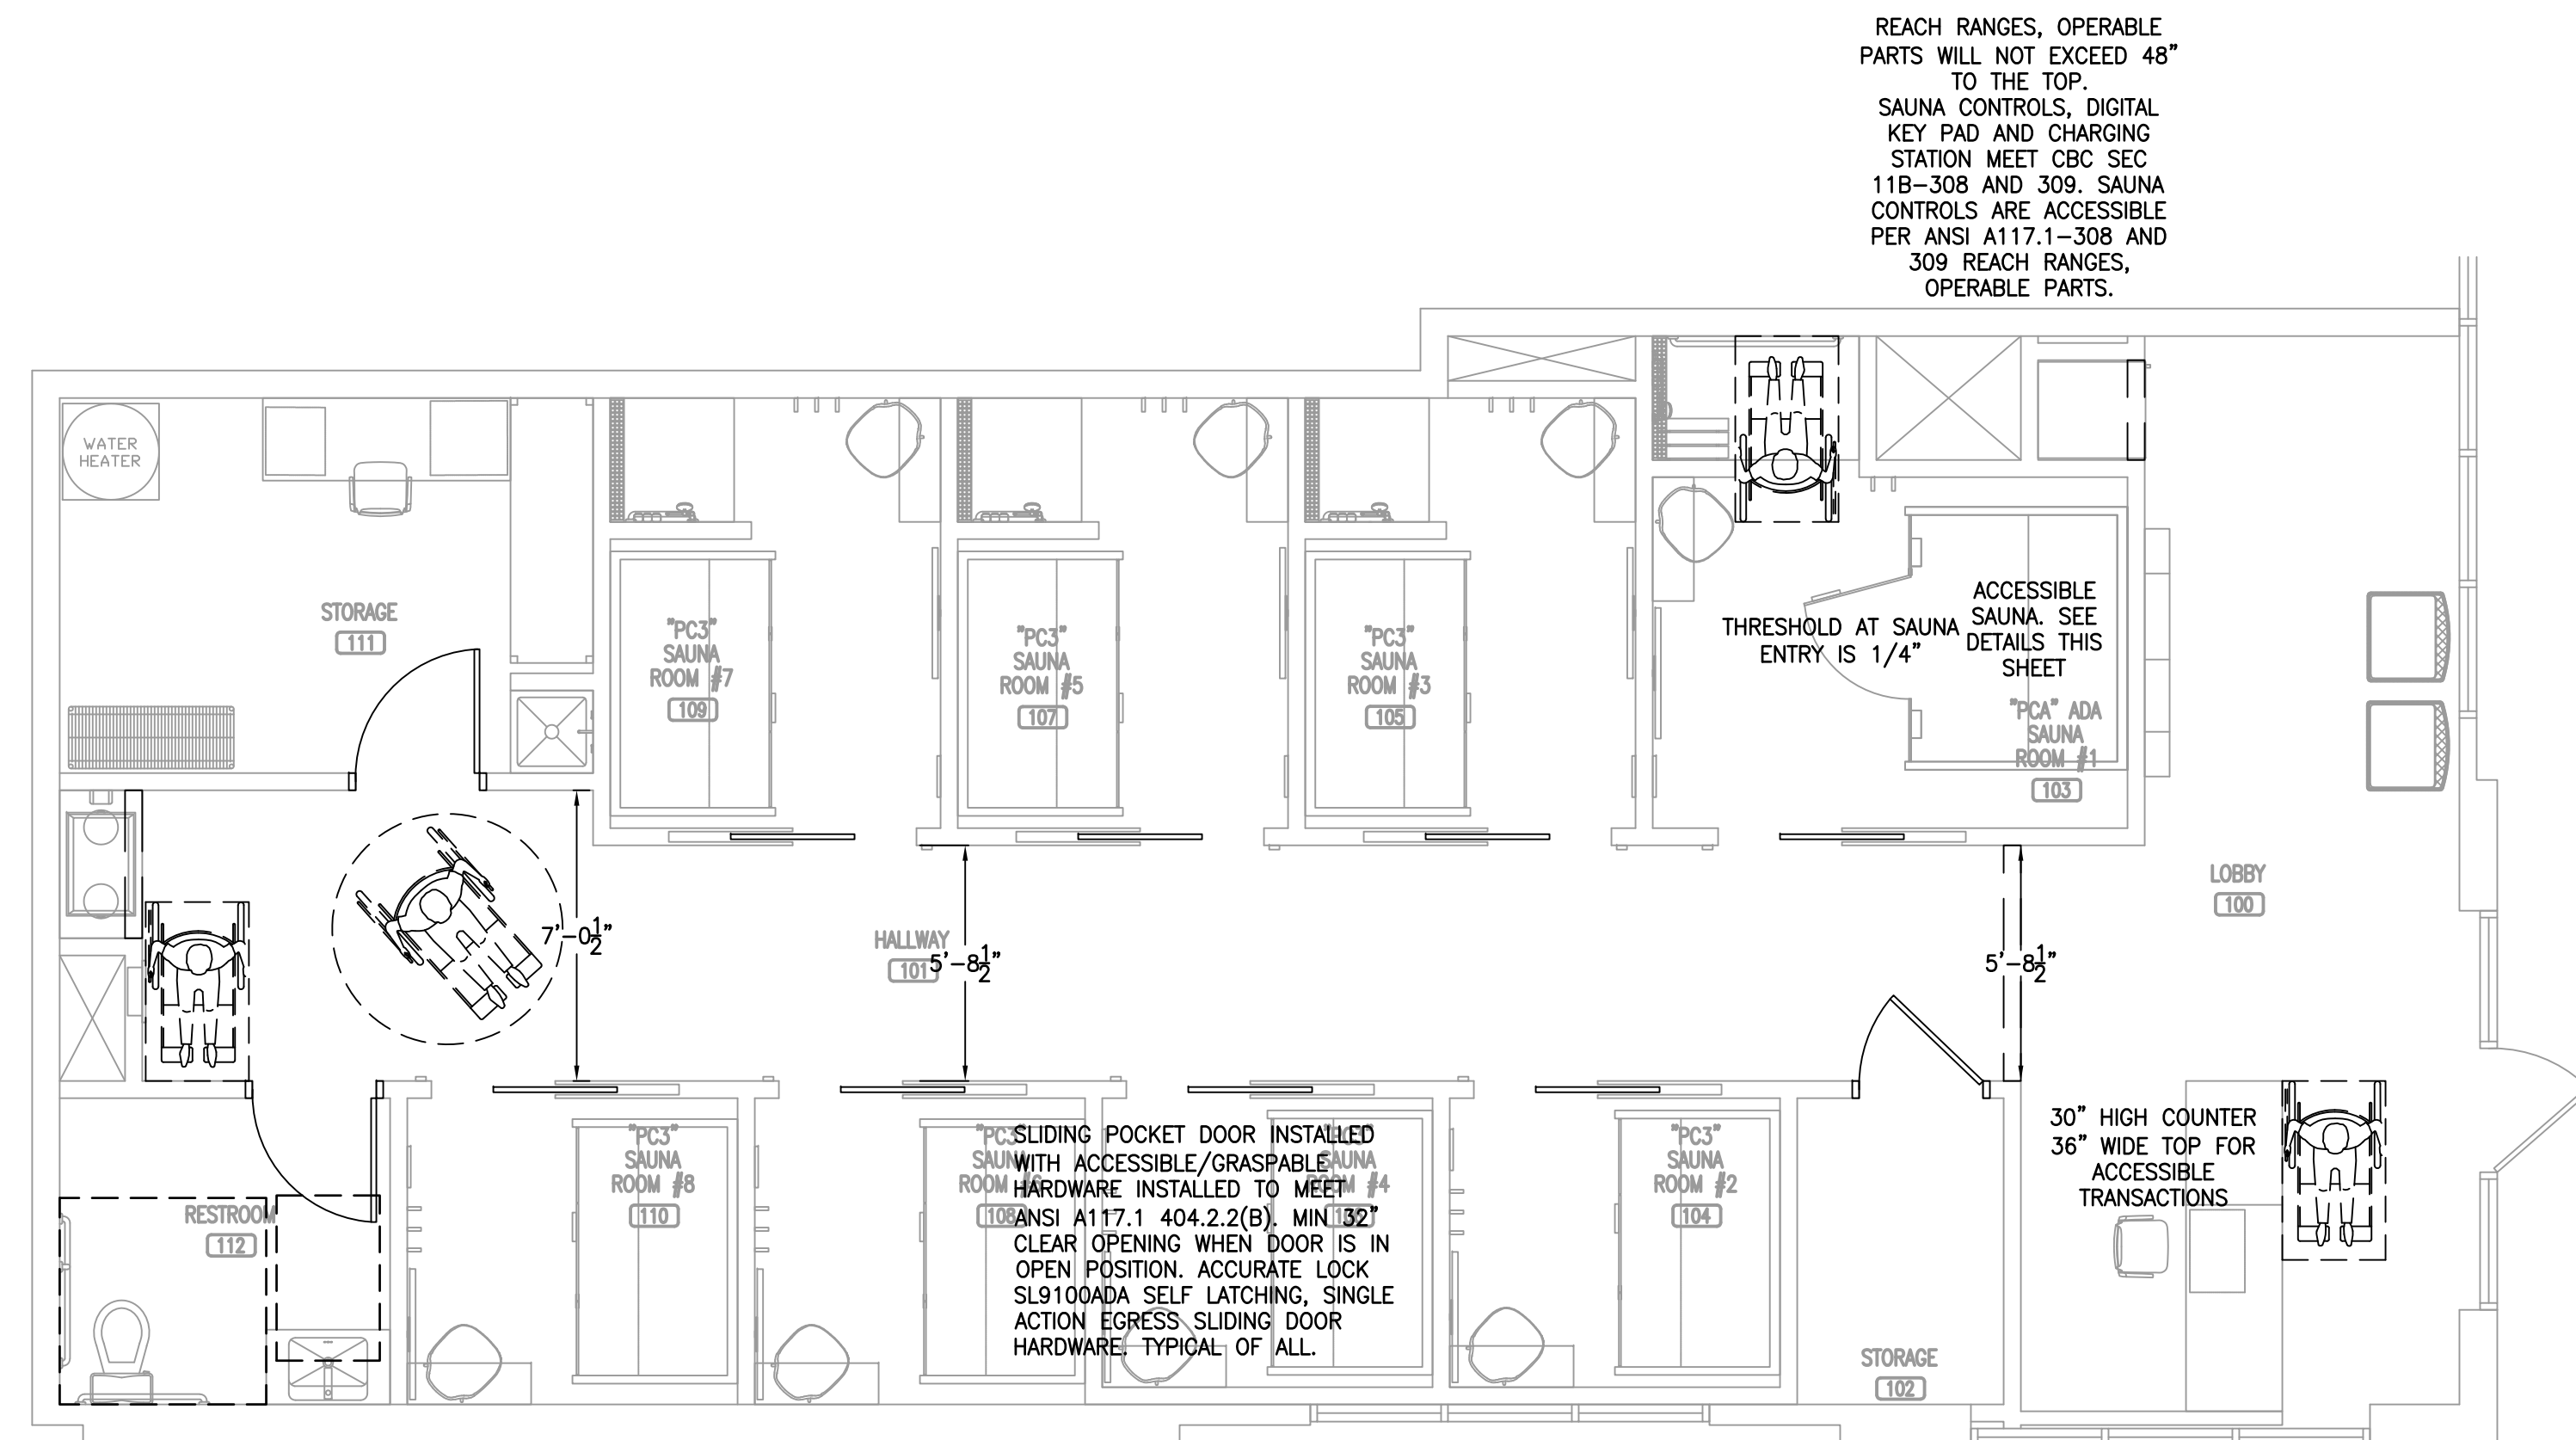 REACH RANGES, OPERABLE
PARTS WILL NOT EXCEED 48"
TO THE TOP.
SAUNA CONTROLS, DIGITAL
KEY PAD AND CHARGING
STATION MEET CBC SEC
11B-308 AND 309. SAUNA
CONTROLS ARE ACCESSIBLE
PER ANSI A117.1-308 AND
309 REACH RANGES,
OPERABLE PARTS.
WATER
HEATER
STORAGE
111
"PC3"
SAUNA
ROOM #7
109
"PC3"
SAUNA
ROOM #5
107
"PC3"
SAUNA
ROOM #3
105
THRESHOLD AT SAUNA
ENTRY IS 1/4"
ACCESSIBLE
SAUNA. SEE
DETAILS THIS
SHEET
"PCA" ADA
SAUNA
ROOM #1
103
LOBBY
100
7'-0 1/2"
HALLWAY
101
5'-8 1/2"
5'-8 1/2"
RESTROOM
112
"PC3"
SAUNA
ROOM #8
110
"PC3"
SAUNA
ROOM
108
SLIDING POCKET DOOR INSTALLED
WITH ACCESSIBLE/GRASPABLE
HARDWARE INSTALLED TO MEET
ANSI A117.1 404.2.2(B). MIN 32"
CLEAR OPENING WHEN DOOR IS IN
OPEN POSITION. ACCURATE LOCK
SL9100ADA SELF LATCHING, SINGLE
ACTION EGRESS SLIDING DOOR
HARDWARE. TYPICAL OF ALL.
SAUNA
ROOM #4
"PC3"
SAUNA
ROOM #2
104
STORAGE
102
30" HIGH COUNTER
36" WIDE TOP FOR
ACCESSIBLE
TRANSACTIONS